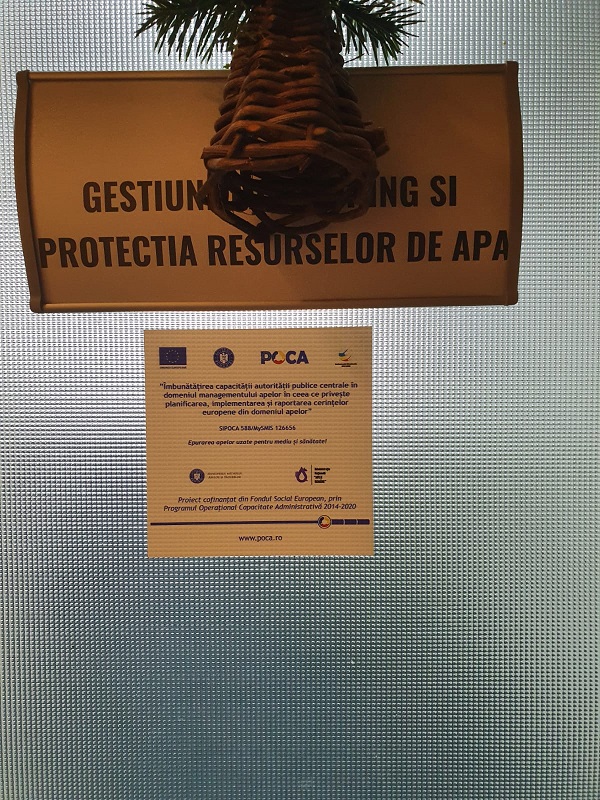 GESTIUN ING SI
PROTECTIA RESURSELOR DE APA
POCA
"Îmbunătățirea capacității autorității publice centrale în
domeniul managementului apelor în ceea ce privește
planificarea, implementarea și raportarea cerințelor
europene din domeniul apelor"
SIPOCA 588/MySMIS 126656
Epurarea apelor uzate pentru mediu și sănătate!
Proiect cofinanțat din Fondul Social European, prin
Programul Operațional Capacitate Administrativă 2014-2020
www.poca.ro